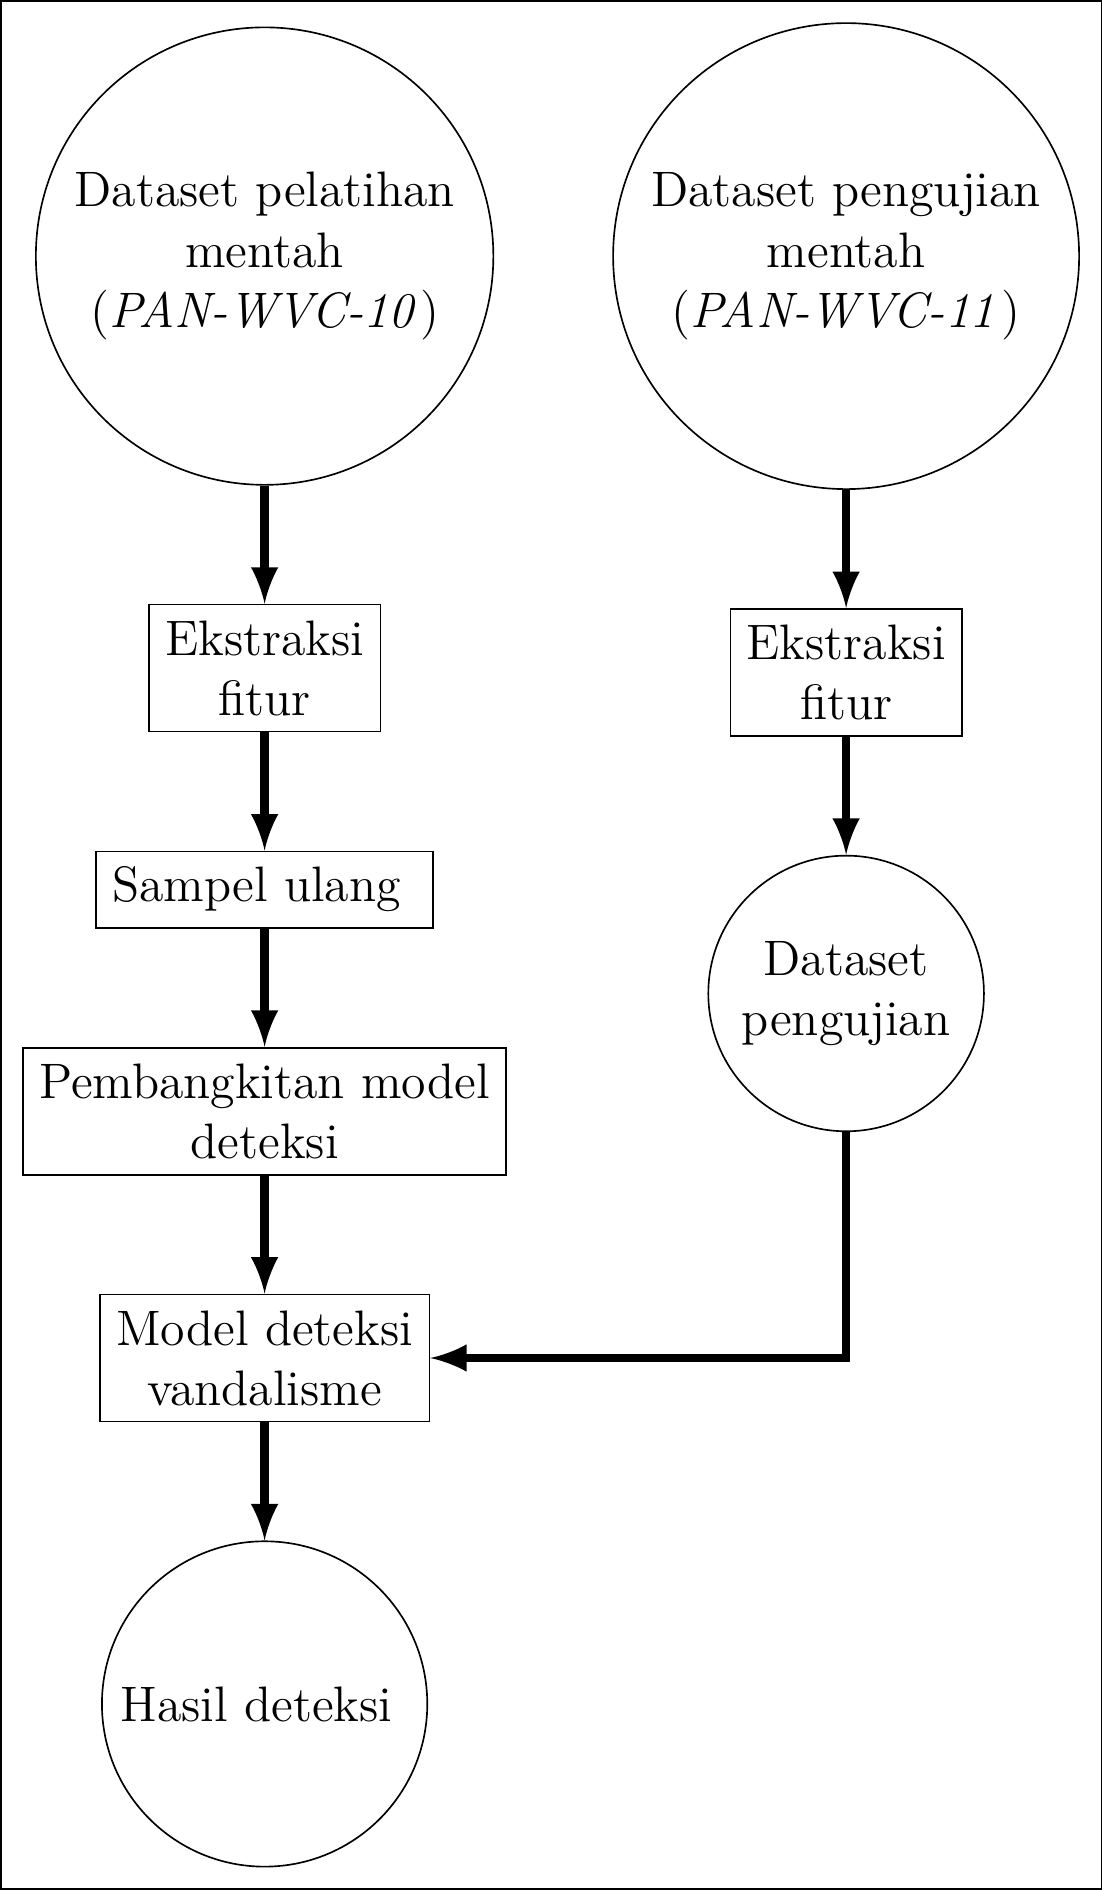 Dataset pelatihan
mentah
(PAN-WVC-10)
Ekstraksi
fitur
Sampel ulang
Pembangkitan model
deteksi
Model deteksi
vandalisme
Hasil deteksi
Dataset pengujian
mentah
(PAN-WVC-11)
Ekstraksi
fitur
Dataset
pengujian